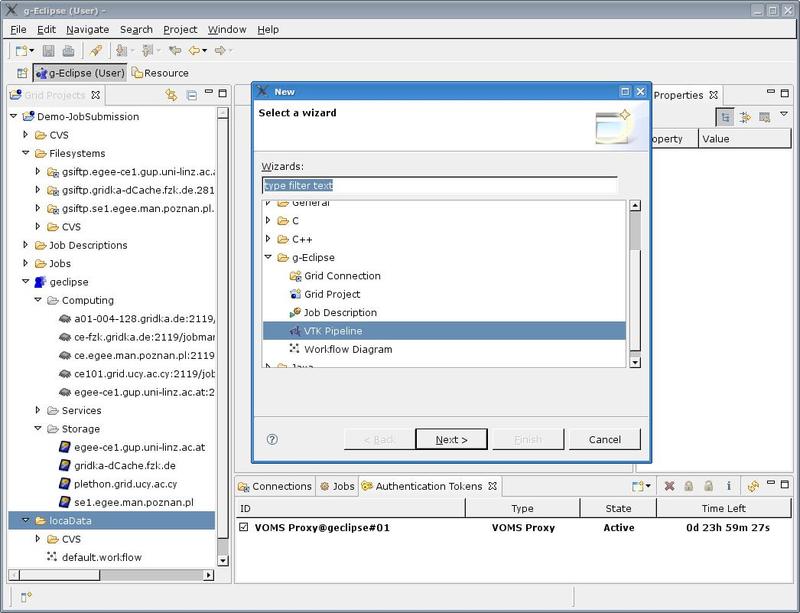 g-Eclipse (User) -
File Edit Navigate Search Project Window Help
g-Eclipse (User) Resource
Grid Projects
Demo-JobSubmission
CVS
Filesystems
gsiftp.egee-ce1.gup.uni-linz.ac.
gsiftp.gridka-dCache.fzk.de.281
gsiftp.se1.egee.man.poznan.pl.
CVS
Job Descriptions
Jobs
geclipse
Computing
a01-004-128.gridka.de:2119/
ce-fzk.gridka.de:2119/jobmar
ce.egee.man.poznan.pl:2119/
ce101.grid.ucy.ac.cy:2119/jol
egee-ce1.gup.uni-linz.ac.at:2
Services
Storage
egee-ce1.gup.uni-linz.ac.at
gridka-dCache.fzk.de
plethon.grid.ucy.ac.cy
se1.egee.man.poznan.pl
locaData
CVS
default.workflow
New
Select a wizard
Wizards:
type filter text
General
C
C++
g-Eclipse
Grid Connection
Grid Project
Job Description
VTK Pipeline
Workflow Diagram
Java
< Back Next > Finish Cancel
Properties
operty Value
Connections Jobs Authentication Tokens
ID Type State Time Left
VOMS Proxy@geclipse#01 VOMS Proxy Active 0d 23h 59m 27s